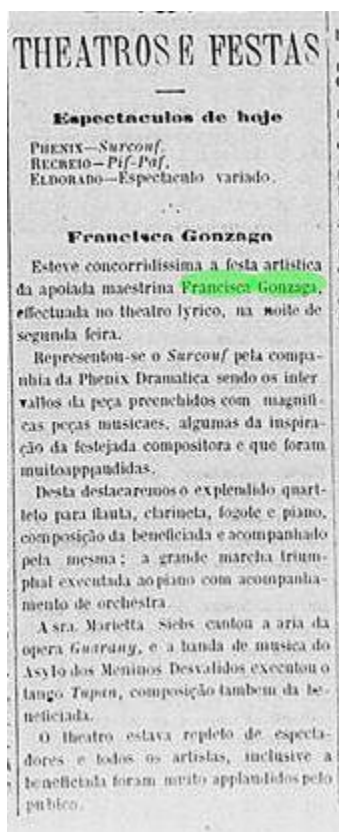 THEATROS E FESTAS
Espectaculos de hoje
PHENIX—Surcouf.
RECREIO—Pif-Paf.
ELDORADO—Espectaculo variado.
Francisca Gonzaga
Esteve concorridissima a festa artistica
da apoiada maestrina Francisca Gonzaga,
effectuada no theatro lyrico, na noite de
segunda feira.
Representou-se o Surcouf pela compa-
nhia da Phenix Dramatica sendo os inter
vallos da peça preenchidos com magnifi-
cas peças musicaes, algumas da inspira-
ção da festejada compositora e que foram
muitoappaudidas.
Desta destacaremos o explendido quart-
teto para flauta, clarineta, fogote e piano,
composição da beneficiada e acompanhado
pela mesma; a grande marcha trium-
phal executada ao piano com acompanha-
mento de orchestra.
A sra. Marietta Siebs cantou a aria da
opera Guarany, e a banda de musica do
Asylo dos Meninos Desvalidos executou o
tango Tupan, composição tambem da be-
neficiada.
O theatro estava repleto de especta-
dores e todos os artistas, inclusive a
beneficiada foram muito applaudidos pelo
publico.